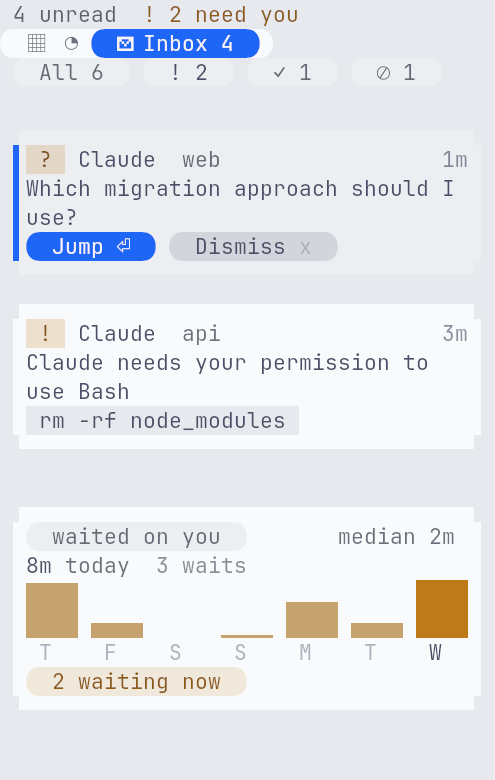 4 unread  ! 2 need you
Inbox 4
All 6  ! 2  ✓ 1  ⊘ 1
? Claude  web  1m
Which migration approach should I
use?
Jump ⏎  Dismiss x
! Claude  api  3m
Claude needs your permission to
use Bash
rm -rf node_modules
waited on you  median 2m
8m today  3 waits
T F S S M T W
2 waiting now